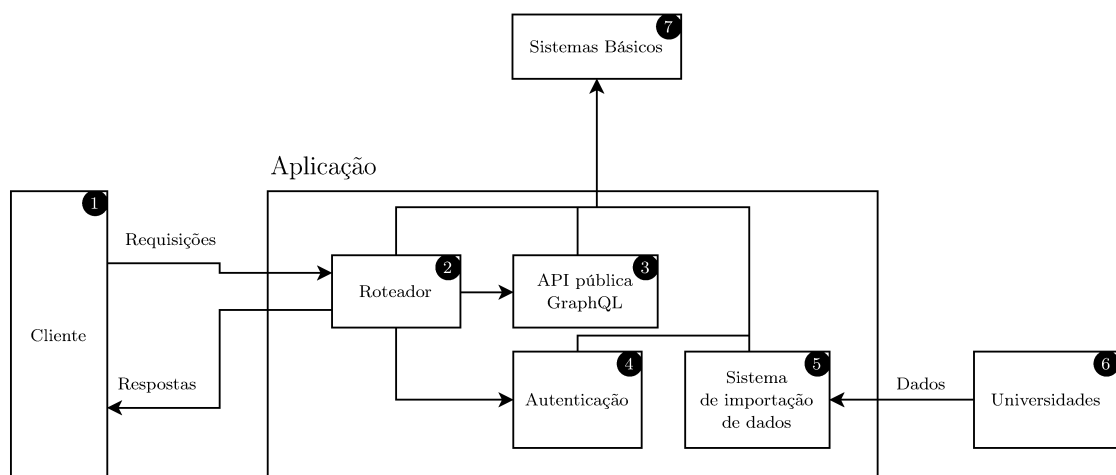 7
Sistemas Básicos
Aplicação
1
Requisições
2
Roteador
3
API pública
GraphQL
Cliente
Respostas
4
Autenticação
5
Sistema
de importação
de dados
Dados
6
Universidades